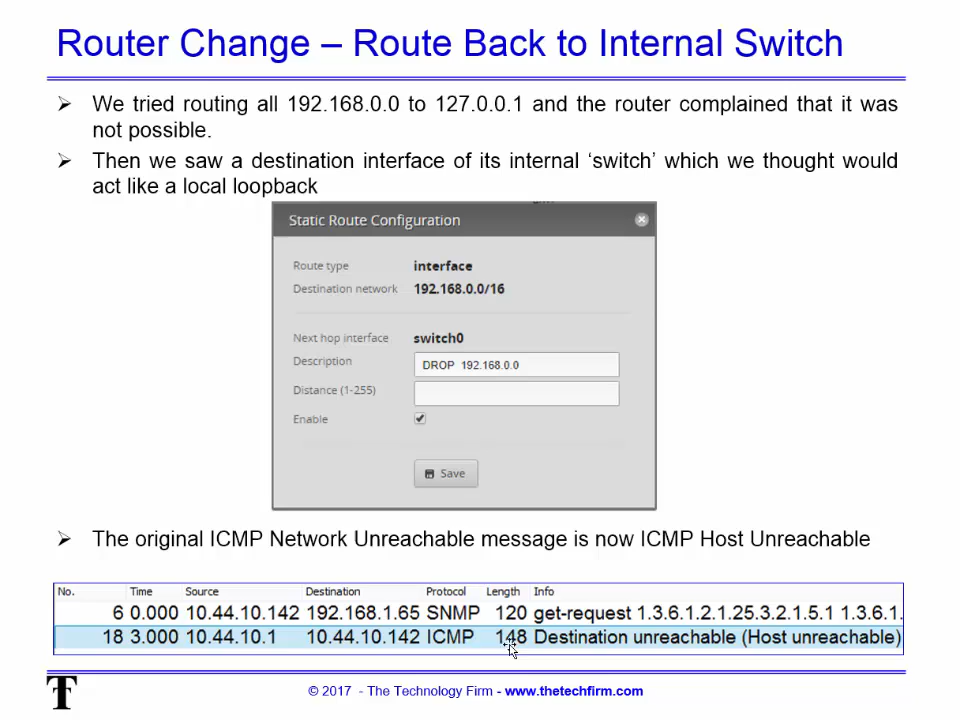 Router Change – Route Back to Internal Switch
We tried routing all 192.168.0.0 to 127.0.0.1 and the router complained that it was
not possible.
Then we saw a destination interface of its internal ‘switch’ which we thought would
act like a local loopback
Static Route Configuration
Route type interface
Destination network 192.168.0.0/16
Next hop interface switch0
Description DROP 192.168.0.0
Distance (1-255)
Enable
Save
The original ICMP Network Unreachable message is now ICMP Host Unreachable
No. Time Source Destination Protocol Length Info
6 0.000 10.44.10.142 192.168.1.65 SNMP 120 get-request 1.3.6.1.2.1.25.3.2.1.5.1 1.3.6.1.
18 3.000 10.44.10.1 10.44.10.142 ICMP 148 Destination unreachable (Host unreachable)
T
© 2017 - The Technology Firm - www.thetechfirm.com